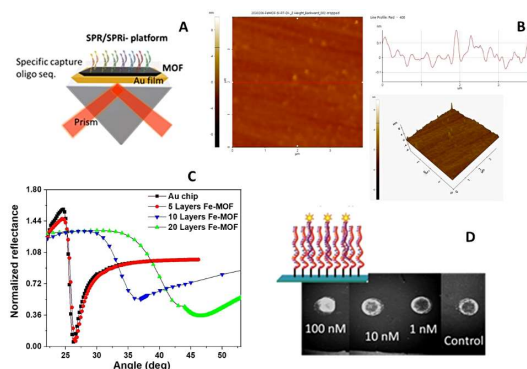 SPR/SPRi- platform
A
Specific capture
oligo seq.
MOF
Au film
Prism
B
C
Normalized reflectance
1.80
1.44
1.08
0.72
0.36
0.00
Au chip
5 Layers Fe-MOF
10 Layers Fe-MOF
20 Layers Fe-MOF
25
30
35
40
45
50
Angle (deg)
D
100 nM
10 nM
1 nM
Control